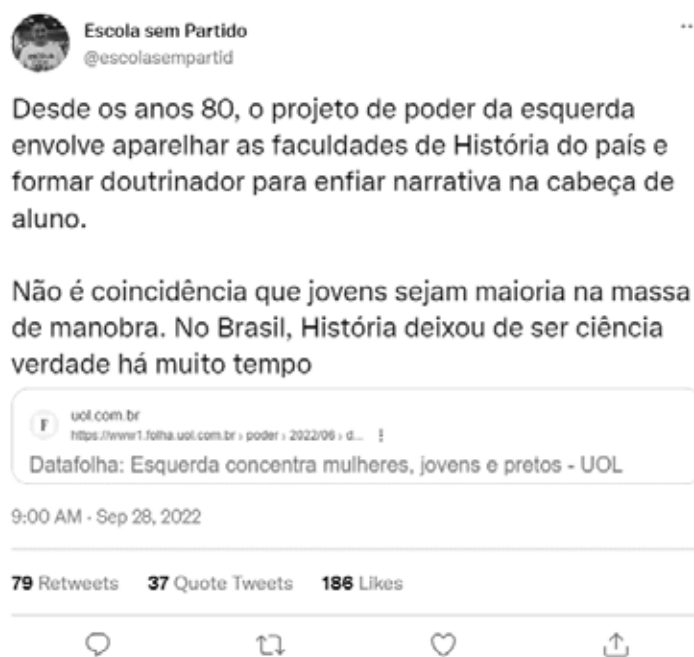 Escola sem Partido
@escolasempartid
Desde os anos 80, o projeto de poder da esquerda
envolve aparelhar as faculdades de História do país e
formar doutrinador para enfiar narrativa na cabeça de
aluno.
Não é coincidência que jovens sejam maioria na massa
de manobra. No Brasil, História deixou de ser ciência
verdade há muito tempo
F
uol.com.br
https://www1.folha.uol.com.br › poder › 2022/06 › d...
Datafolha: Esquerda concentra mulheres, jovens e pretos - UOL
9:00 AM - Sep 28, 2022
79 Retweets 37 Quote Tweets 186 Likes